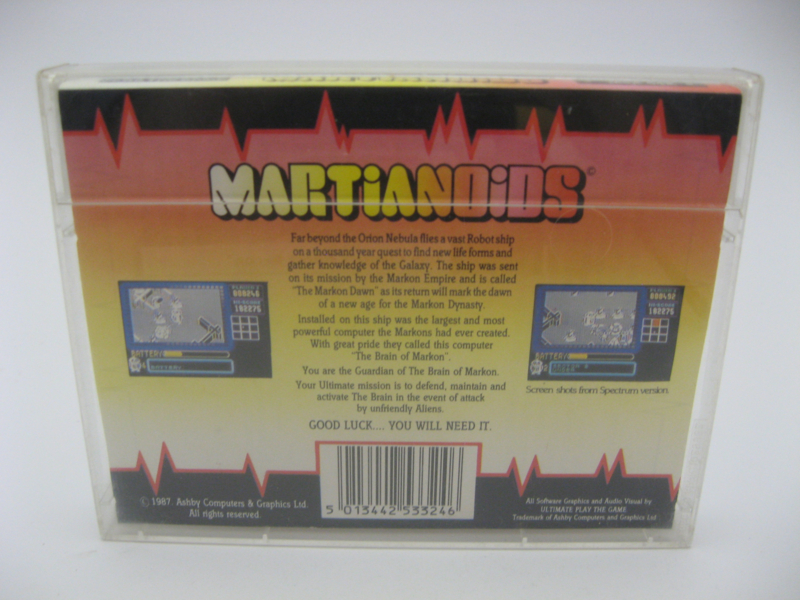 MARTIANOIDS©
Far beyond the Orion Nebula flies a vast Robot ship
on a thousand year quest to find new life forms and
gather knowledge of the Galaxy. The ship was sent
on its mission by the Markon Empire and is called
"The Markon Dawn" as its return will mark the dawn
of a new age for the Markon Dynasty.
Installed on this ship was the largest and most
powerful computer the Markons had ever created.
With great pride they called this computer
"The Brain of Markon".
You are the Guardian of The Brain of Markon.
Your Ultimate mission is to defend, maintain and
activate The Brain in the event of attack
by unfriendly Aliens.
GOOD LUCK.... YOU WILL NEED IT.
102275
BATTERY
102275
BATTERY
Screen shots from Spectrum version.
© 1987. Ashby Computers & Graphics Ltd.
All rights reserved.
5 013442 533246
All Software Graphics and Audio Visual by
ULTIMATE PLAY THE GAME
Trademark of Ashby Computers and Graphics Ltd